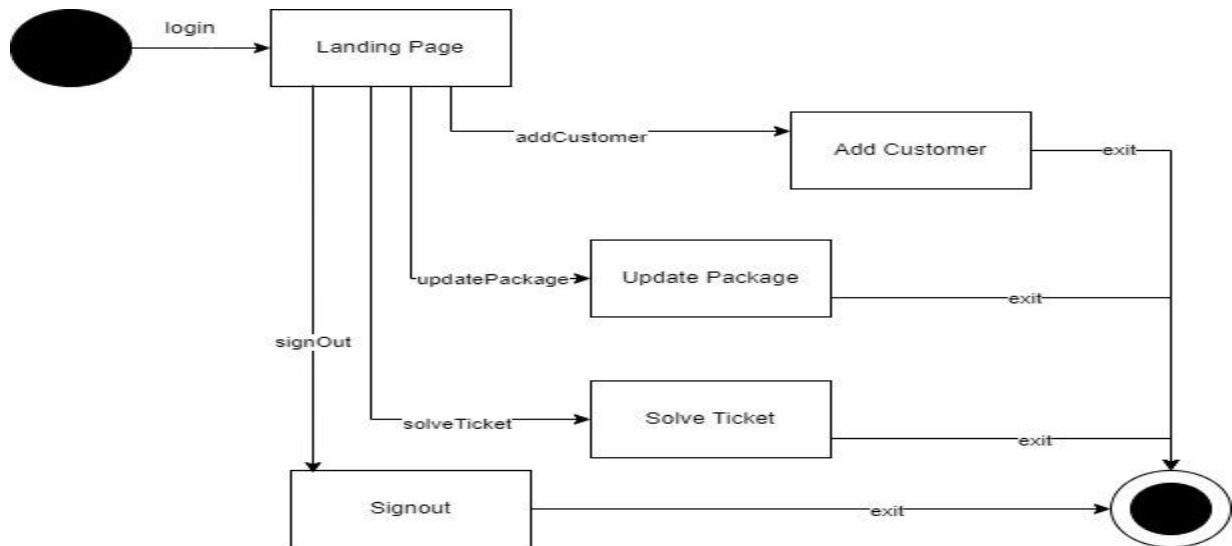 login
Landing Page
addCustomer
Add Customer
exit
updatePackage
Update Package
exit
signOut
solveTicket
Solve Ticket
exit
Signout
exit